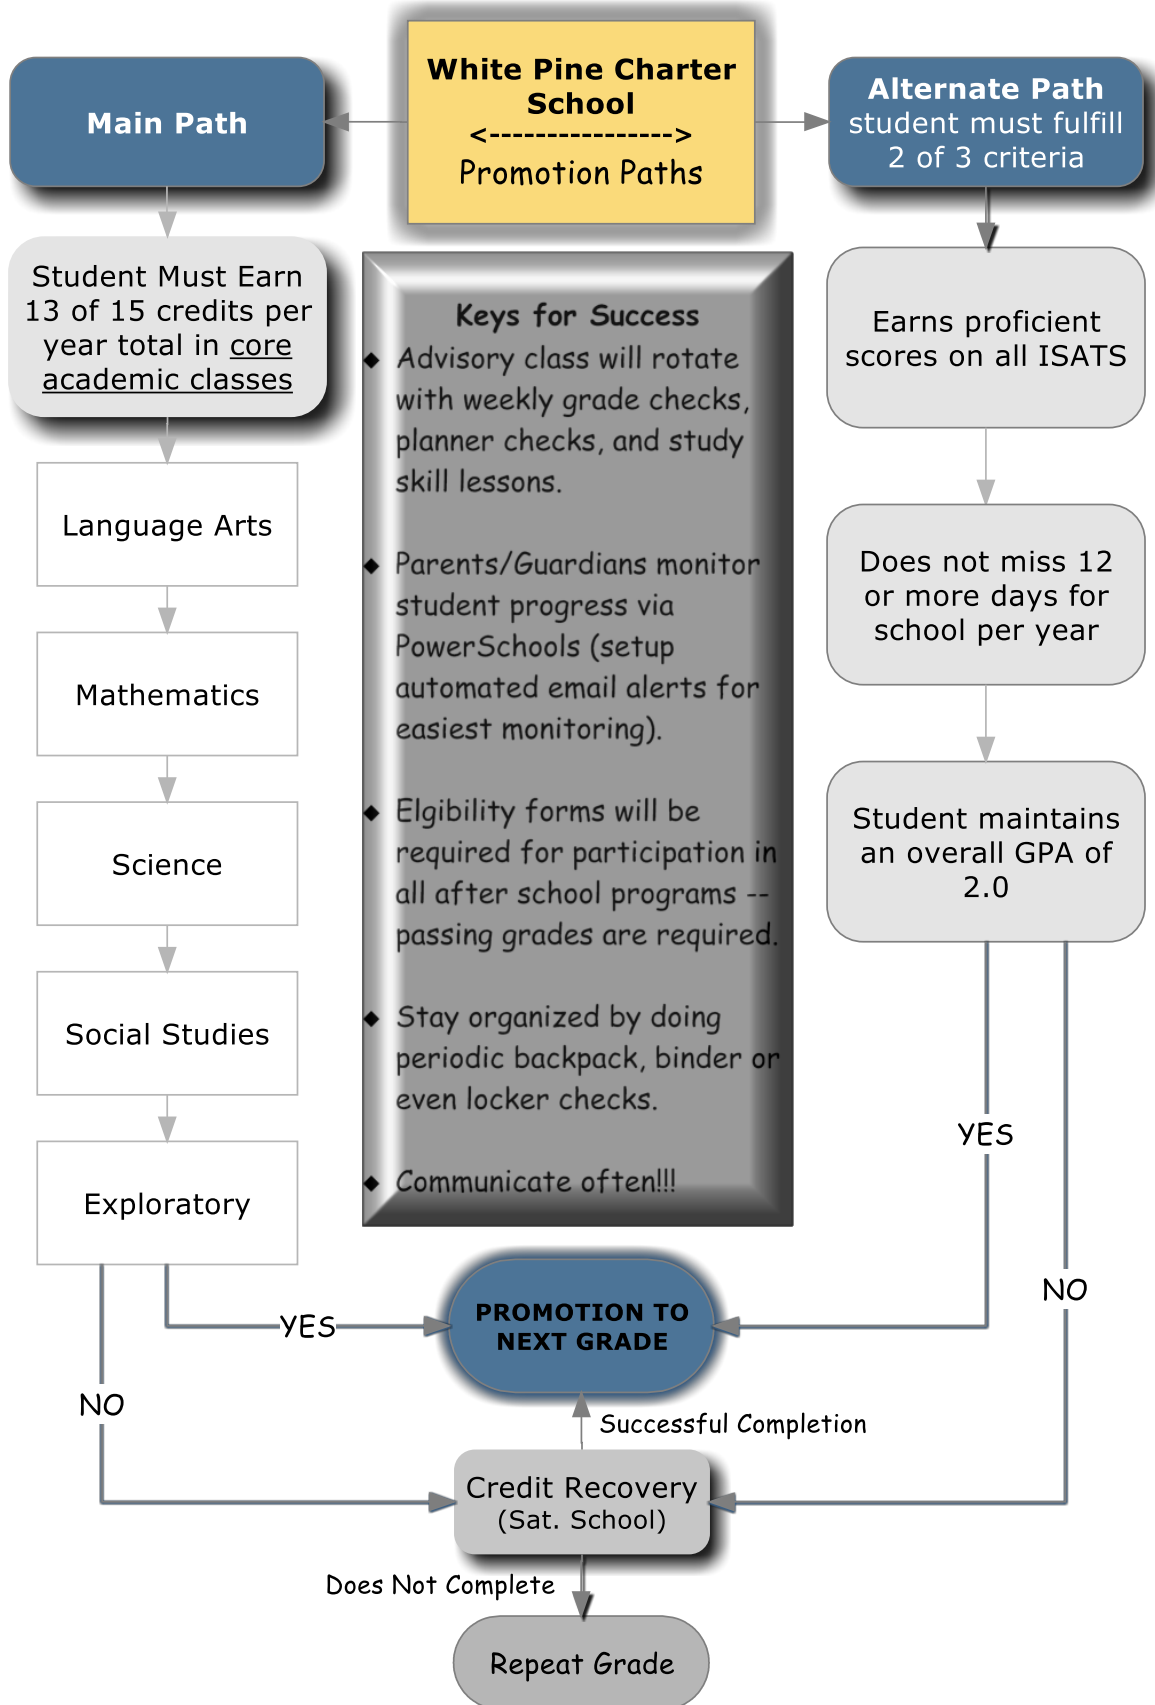 White Pine Charter
School
<--------------->
Promotion Paths
Main Path
Alternate Path
student must fulfill
2 of 3 criteria
Student Must Earn
13 of 15 credits per
year total in core
academic classes
Language Arts
Mathematics
Science
Social Studies
Exploratory
Keys for Success
◆ Advisory class will rotate
with weekly grade checks,
planner checks, and study
skill lessons.
◆ Parents/Guardians monitor
student progress via
PowerSchools (setup
automated email alerts for
easiest monitoring).
◆ Elgibility forms will be
required for participation in
all after school programs --
passing grades are required.
◆ Stay organized by doing
periodic backpack, binder or
even locker checks.
◆ Communicate often!!!
Earns proficient
scores on all ISATS
Does not miss 12
or more days for
school per year
Student maintains
an overall GPA of
2.0
YES
NO
YES
NO
PROMOTION TO
NEXT GRADE
Successful Completion
Credit Recovery
(Sat. School)
Does Not Complete
Repeat Grade